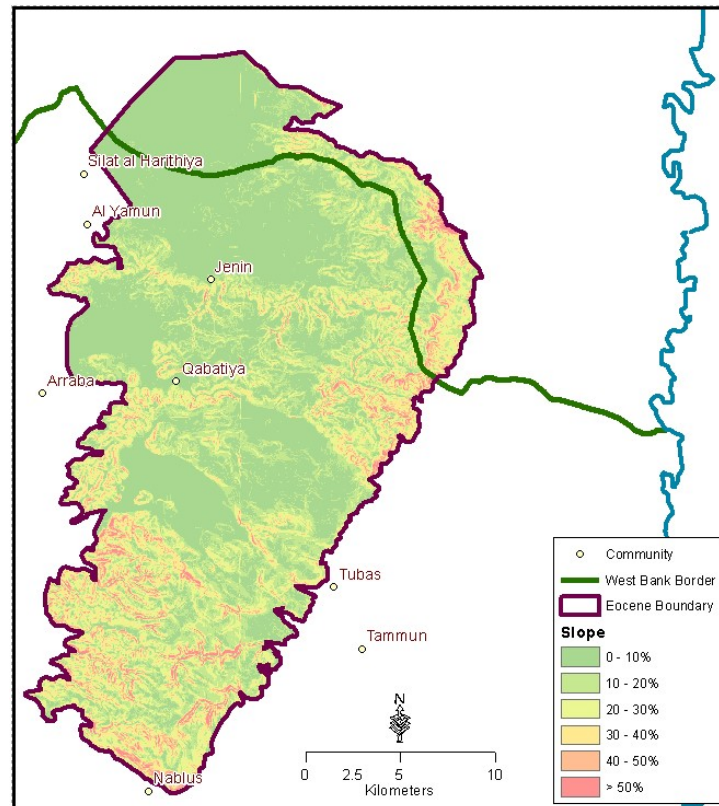 Silat al Harithiya
Al Yamun
Jenin
Qabatiya
Arraba
Tubas
Tammun
Nablus
N
0 2.5 5 10
Kilometers
Community
West Bank Border
Eocene Boundary
Slope
0 - 10%
10 - 20%
20 - 30%
30 - 40%
40 - 50%
> 50%